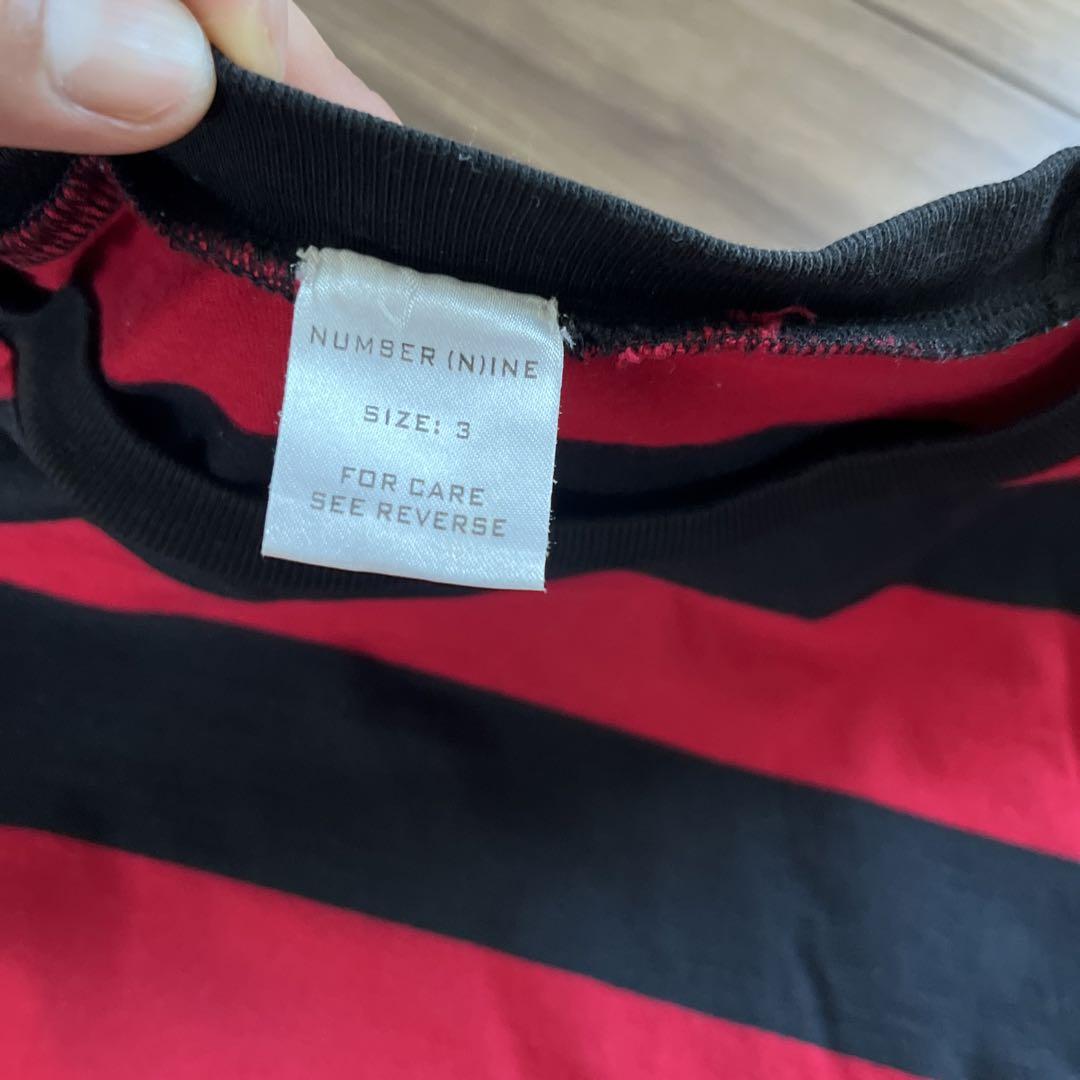 NUMBER (N)INE
SIZE: 3
FOR CARE
SEE REVERSE